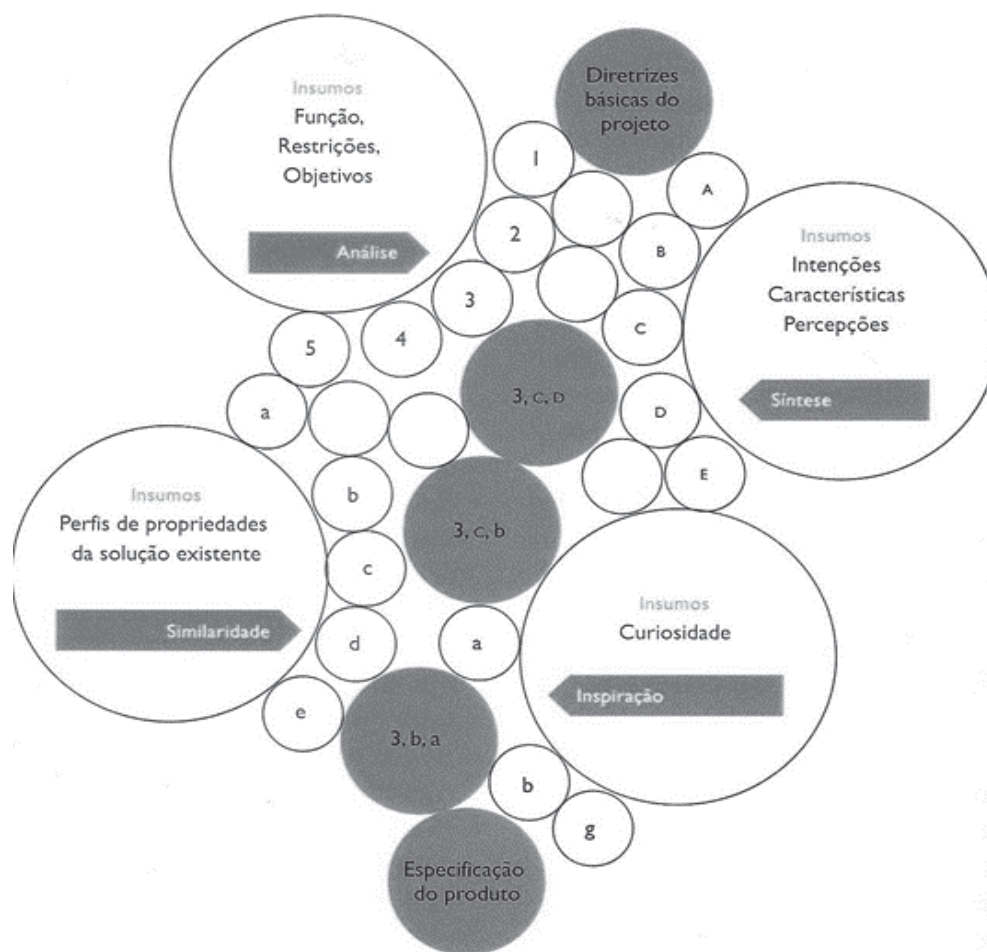 Insumos
Função,
Restrições,
Objetivos
Análise
Diretrizes
básicas do
projeto
1
2
3
4
5
A
B
C
D
E
Insumos
Intenções
Características
Percepções
Síntese
3, C, D
3, C, b
a
b
c
d
e
Insumos
Perfis de propriedades
da solução existente
Similaridade
Insumos
Curiosidade
Inspiração
a
3, b, a
b
g
Especificação
do produto